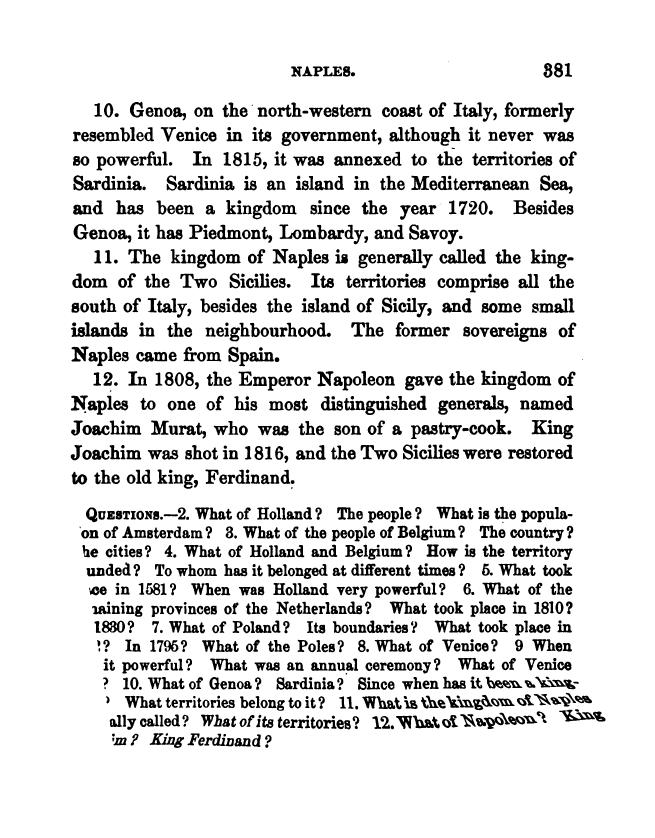 NAPLES. 381
10. Genoa, on the north-western coast of Italy, formerly
resembled Venice in its government, although it never was
so powerful. In 1815, it was annexed to the territories of
Sardinia. Sardinia is an island in the Mediterranean Sea,
and has been a kingdom since the year 1720. Besides
Genoa, it has Piedmont, Lombardy, and Savoy.
11. The kingdom of Naples is generally called the king-
dom of the Two Sicilies. Its territories comprise all the
south of Italy, besides the island of Sicily, and some small
islands in the neighbourhood. The former sovereigns of
Naples came from Spain.
12. In 1808, the Emperor Napoleon gave the kingdom of
Naples to one of his most distinguished generals, named
Joachim Murat, who was the son of a pastry-cook. King
Joachim was shot in 1816, and the Two Sicilies were restored
to the old king, Ferdinand.
QUESTIONS.—2. What of Holland? The people? What is the popula-
on of Amsterdam? 3. What of the people of Belgium? The country?
he cities? 4. What of Holland and Belgium? How is the territory
unded? To whom has it belonged at different times? 5. What took
ce in 1581? When was Holland very powerful? 6. What of the
aining provinces of the Netherlands? What took place in 1810?
1830? 7. What of Poland? Its boundaries? What took place in
? In 1795? What of the Poles? 8. What of Venice? 9 When
it powerful? What was an annual ceremony? What of Venice
? 10. What of Genoa? Sardinia? Since when has it been a king-
What territories belong to it? 11. What is the kingdom of Naples
ally called? What of its territories? 12. What of Napoleon? King
im? King Ferdinand?